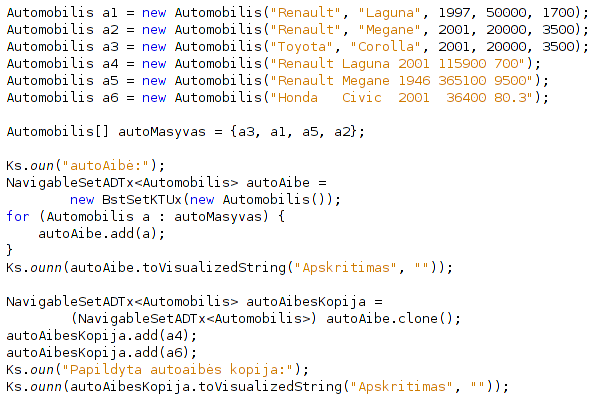 Automobilis a1 = new Automobilis("Renault", "Laguna", 1997, 50000, 1700);
Automobilis a2 = new Automobilis("Renault", "Megane", 2001, 20000, 3500);
Automobilis a3 = new Automobilis("Toyota", "Corolla", 2001, 20000, 3500);
Automobilis a4 = new Automobilis("Renault Laguna 2001 115900 700");
Automobilis a5 = new Automobilis("Renault Megane 1946 365100 9500");
Automobilis a6 = new Automobilis("Honda   Civic  2001  36400 80.3");
Automobilis[] autoMasyvas = {a3, a1, a5, a2};
Ks.oun("autoAibė:");
NavigableSetADTx<Automobilis> autoAibe =
        new BstSetKTUx(new Automobilis());
for (Automobilis a : autoMasyvas) {
    autoAibe.add(a);
}
Ks.ounn(autoAibe.toVisualizedString("Apskritimas", ""));
NavigableSetADTx<Automobilis> autoAibesKopija =
        (NavigableSetADTx<Automobilis>) autoAibe.clone();
autoAibesKopija.add(a4);
autoAibesKopija.add(a6);
Ks.oun("Papildyta autoaibės kopija:");
Ks.ounn(autoAibesKopija.toVisualizedString("Apskritimas", ""));